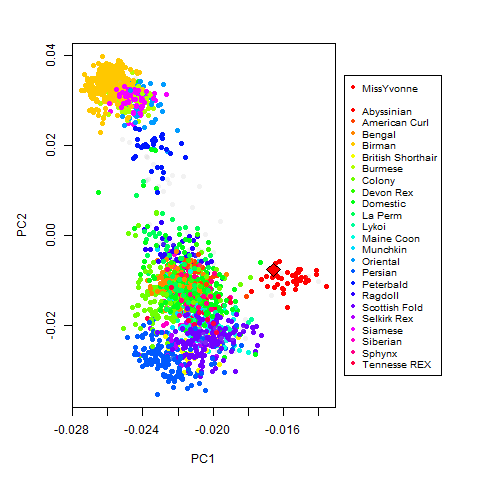 0.04
0.02
0.00
-0.02
PC2
-0.028
-0.024
-0.020
-0.016
PC1
MissYvonne
Abyssinian
American Curl
Bengal
Birman
British Shorthair
Burmese
Colony
Devon Rex
Domestic
La Perm
Lykoi
Maine Coon
Munchkin
Oriental
Persian
Peterbald
Ragdoll
Scottish Fold
Selkirk Rex
Siamese
Siberian
Sphynx
Tennesse REX